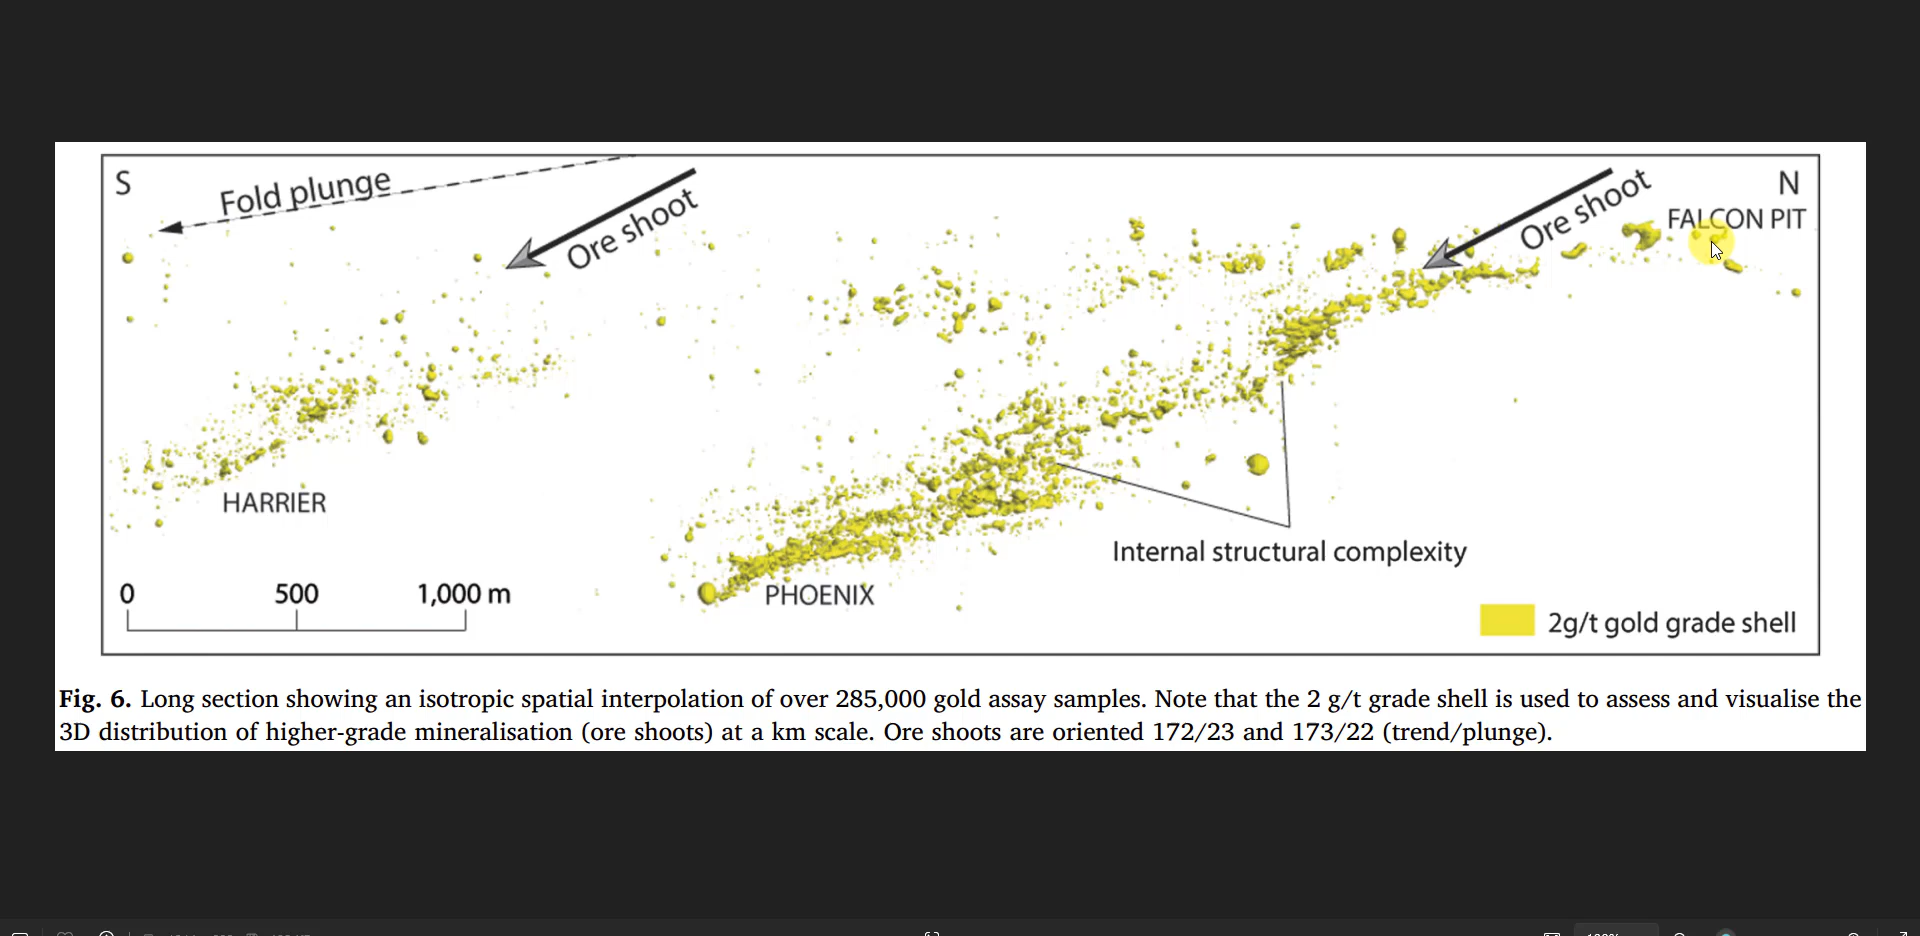 S
Fold plunge
Ore shoot
Ore shoot
N
FALCON PIT
HARRIER
0 500 1,000 m
PHOENIX
Internal structural complexity
2g/t gold grade shell
Fig. 6. Long section showing an isotropic spatial interpolation of over 285,000 gold assay samples. Note that the 2 g/t grade shell is used to assess and visualise the
3D distribution of higher-grade mineralisation (ore shoots) at a km scale. Ore shoots are oriented 172/23 and 173/22 (trend/plunge).